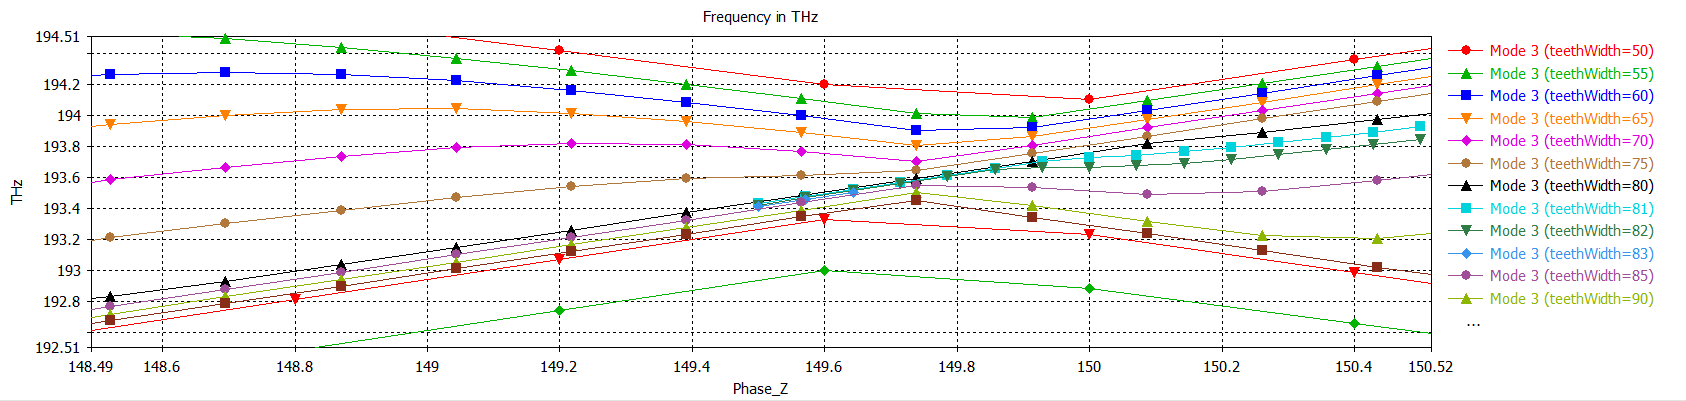 Frequency in THz
194.51
194.2
194
193.8
193.6
193.4
193.2
193
192.8
192.51
THz
148.49 148.6 148.8 149 149.2 149.4 149.6 149.8 150 150.2 150.4 150.52
Phase_Z
Mode 3 (teethWidth=50)
Mode 3 (teethWidth=55)
Mode 3 (teethWidth=60)
Mode 3 (teethWidth=65)
Mode 3 (teethWidth=70)
Mode 3 (teethWidth=75)
Mode 3 (teethWidth=80)
Mode 3 (teethWidth=81)
Mode 3 (teethWidth=82)
Mode 3 (teethWidth=83)
Mode 3 (teethWidth=85)
Mode 3 (teethWidth=90)
...